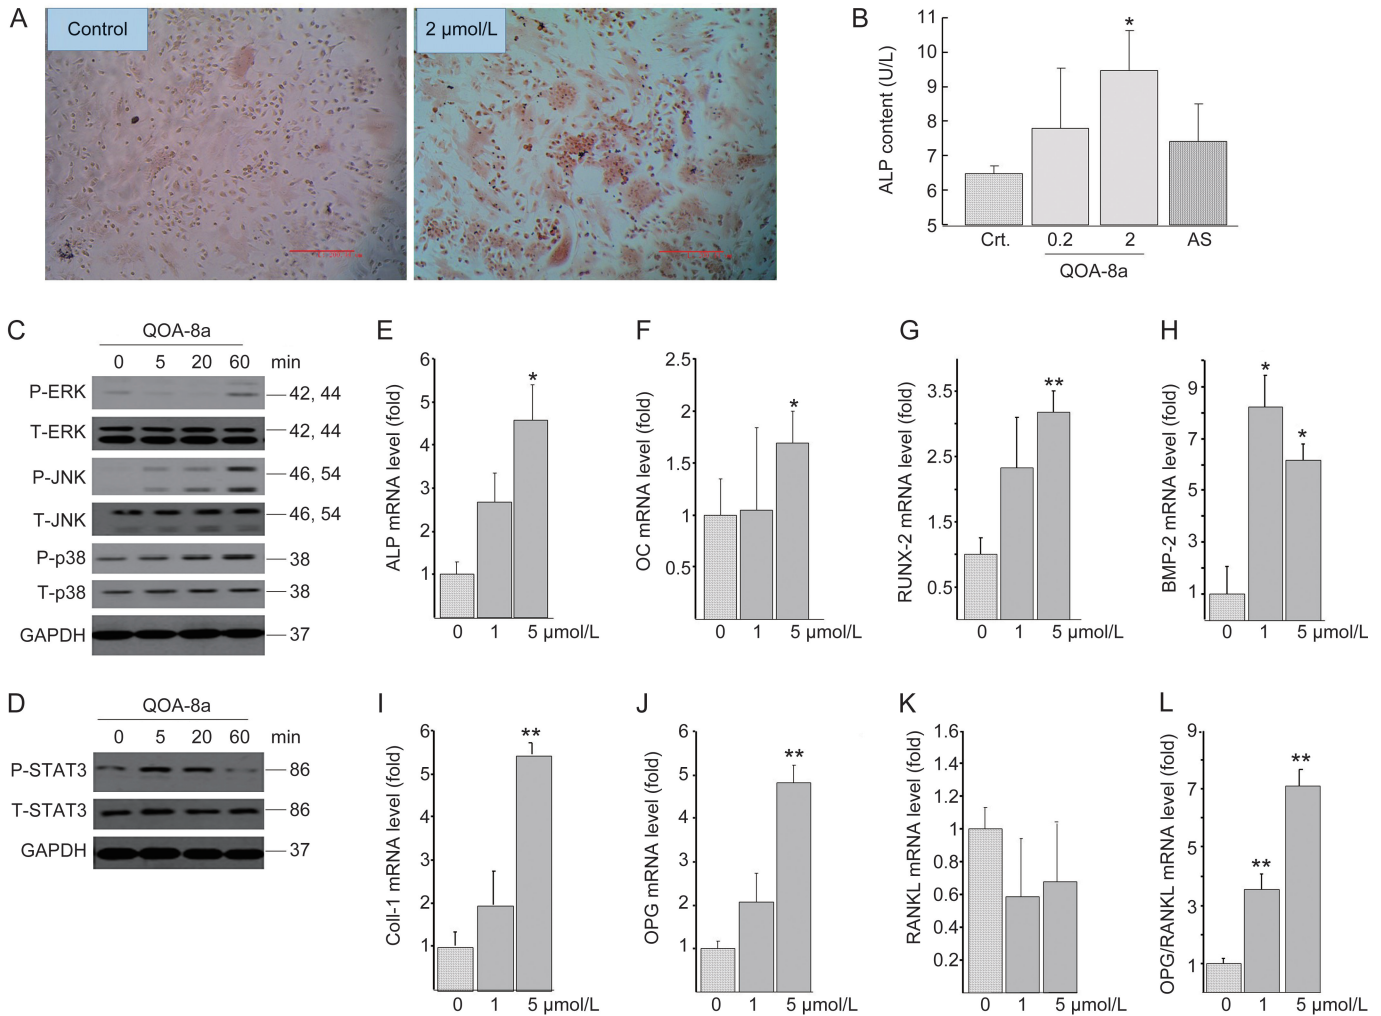 A
Control
2 µmol/L
B
ALP content (U/L)
11
10
9
8
7
6
5
*
Crt.
0.2
2
AS
QOA-8a
C
QOA-8a
0 5 20 60 min
P-ERK 42, 44
T-ERK 42, 44
P-JNK 46, 54
T-JNK 46, 54
P-p38 38
T-p38 38
GAPDH 37
D
QOA-8a
0 5 20 60 min
P-STAT3 86
T-STAT3 86
GAPDH 37
E
ALP mRNA level (fold)
6
5
4
3
2
1
*
0 1 5 µmol/L
F
OC mRNA level (fold)
2.5
2
1.5
1
0.5
*
0 1 5 µmol/L
G
RUNX-2 mRNA level (fold)
3.5
2.5
1.5
0.5
**
0 1 5 µmol/L
H
BMP-2 mRNA level (fold)
9
7
5
3
1
*
*
0 1 5 µmol/L
I
Coll-1 mRNA level (fold)
6
5
4
3
2
1
**
0 1 5 µmol/L
J
OPG mRNA level (fold)
6
5
4
3
2
1
**
0 1 5 µmol/L
K
RANKL mRNA level (fold)
1.6
1.4
1.2
1
0.8
0.6
0.4
0.2
0 1 5 µmol/L
L
OPG/RANKL mRNA level (fold)
9
7
5
3
1
**
**
0 1 5 µmol/L